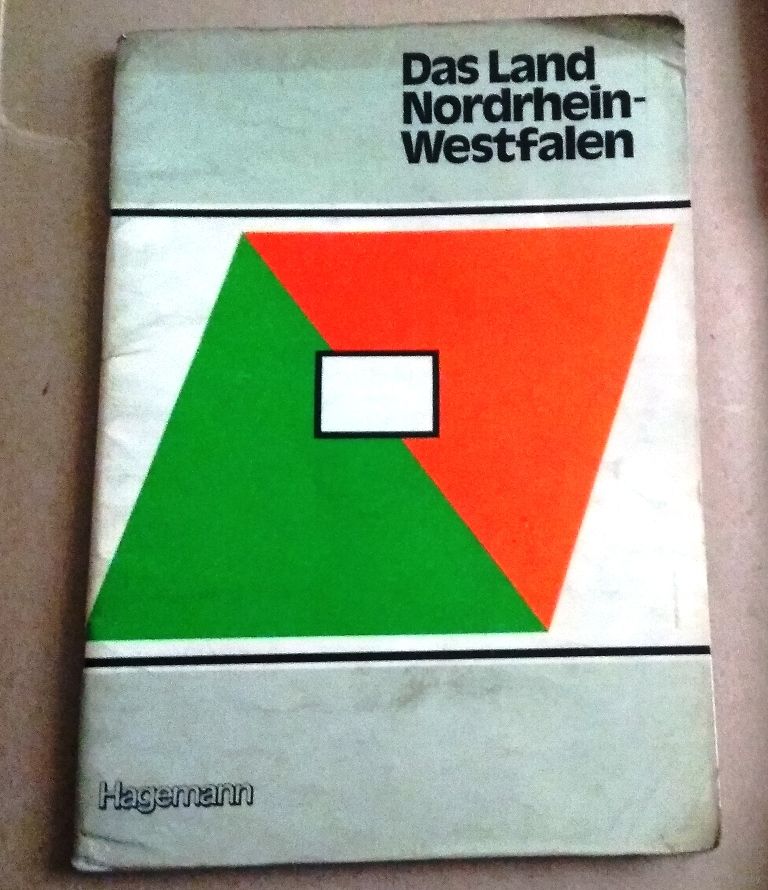 Das Land
Nordrhein-
Westfalen
Hagemann